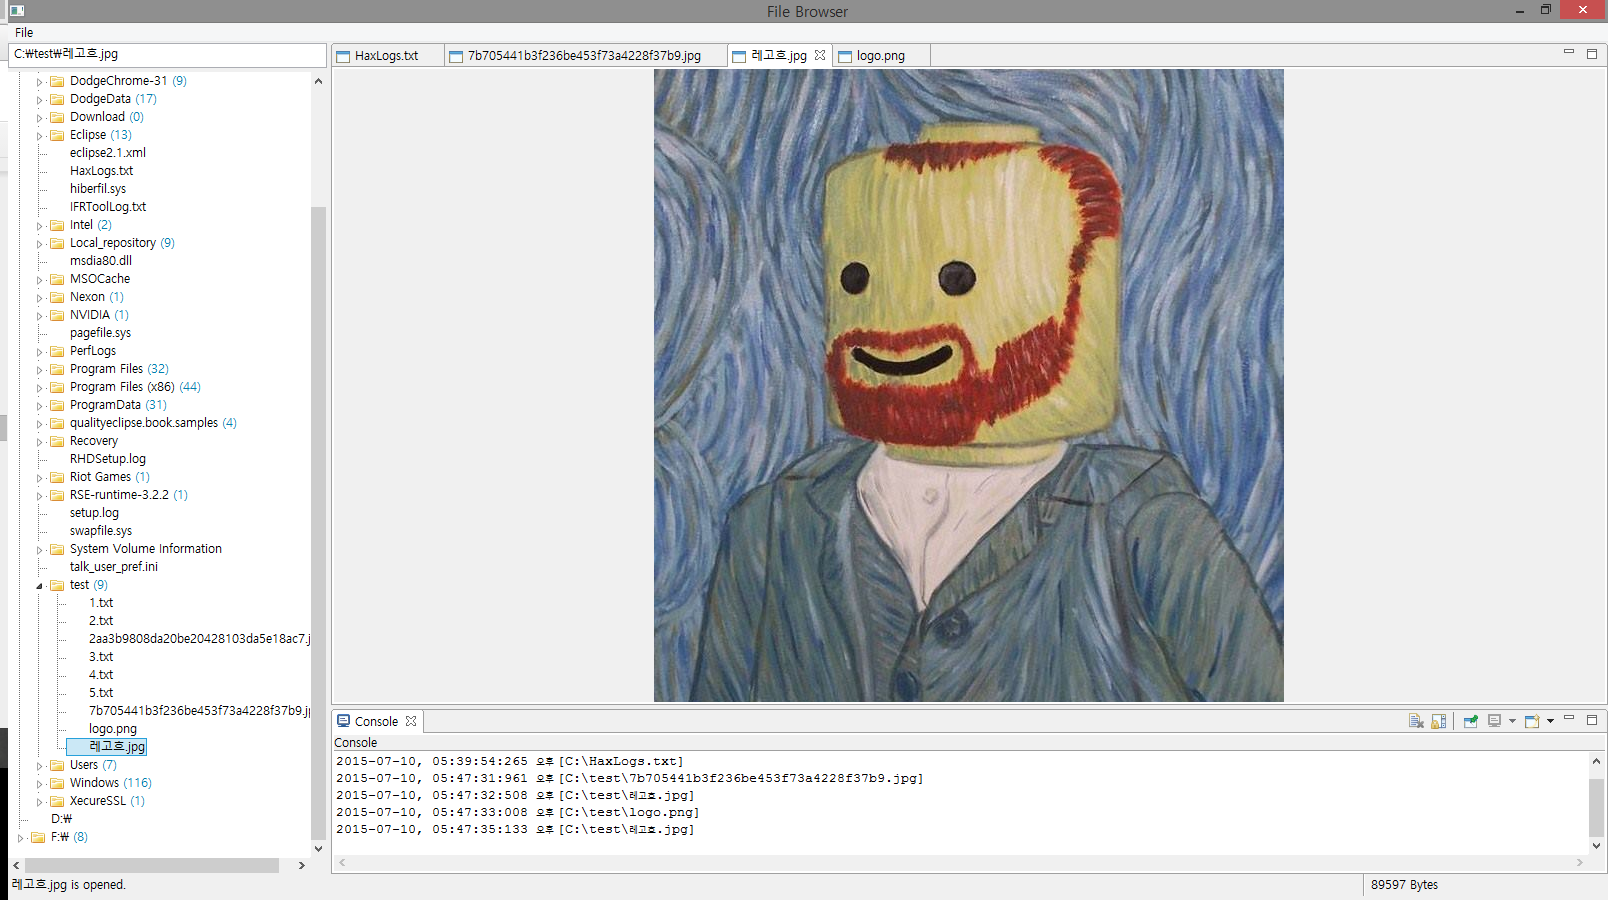 File Browser
File
C:₩test₩레고흐.jpg
DodgeChrome-31 (9)
DodgeData (17)
Download (0)
Eclipse (13)
eclipse2.1.xml
HaxLogs.txt
hiberfil.sys
IFRToolLog.txt
Intel (2)
Local_repository (9)
msdia80.dll
MSOCache
Nexon (1)
NVIDIA (1)
pagefile.sys
PerfLogs
Program Files (32)
Program Files (x86) (44)
ProgramData (31)
qualityeclipse.book.samples (4)
Recovery
RHDSetup.log
Riot Games (1)
RSE-runtime-3.2.2 (1)
setup.log
swapfile.sys
System Volume Information
talk_user_pref.ini
test (9)
1.txt
2.txt
2aa3b9808da20be20428103da5e18ac7.j
3.txt
4.txt
5.txt
7b705441b3f236be453f73a4228f37b9.jp
logo.png
레고흐.jpg
Users (7)
Windows (116)
XecureSSL (1)
D:₩
F:₩ (8)
HaxLogs.txt
7b705441b3f236be453f73a4228f37b9.jpg
레고흐.jpg
logo.png
Console
Console
2015-07-10, 05:39:54:265 오후 [C:\HaxLogs.txt]
2015-07-10, 05:47:31:961 오후 [C:\test\7b705441b3f236be453f73a4228f37b9.jpg]
2015-07-10, 05:47:32:508 오후 [C:\test\레고흐.jpg]
2015-07-10, 05:47:33:008 오후 [C:\test\logo.png]
2015-07-10, 05:47:35:133 오후 [C:\test\레고흐.jpg]
레고흐.jpg is opened.
89597 Bytes